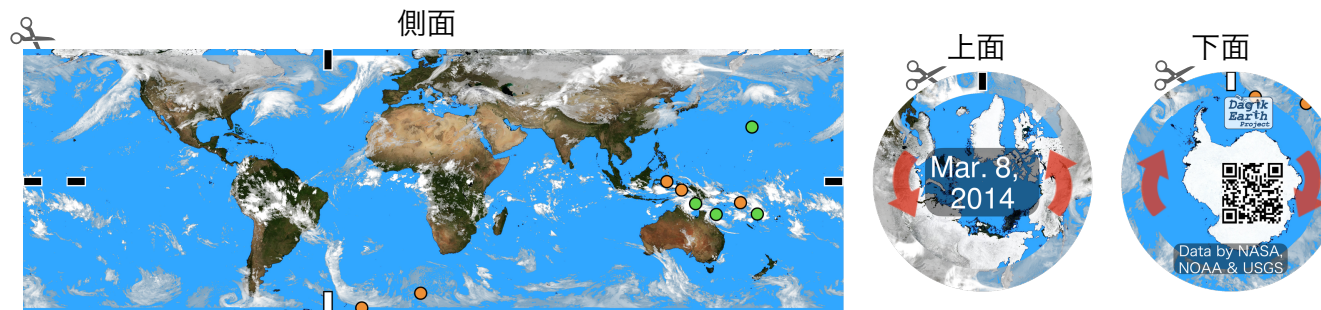 側面
上面
Mar. 8,
2014
下面
Dagik
Earth
Project
Data by NASA,
NOAA & USGS